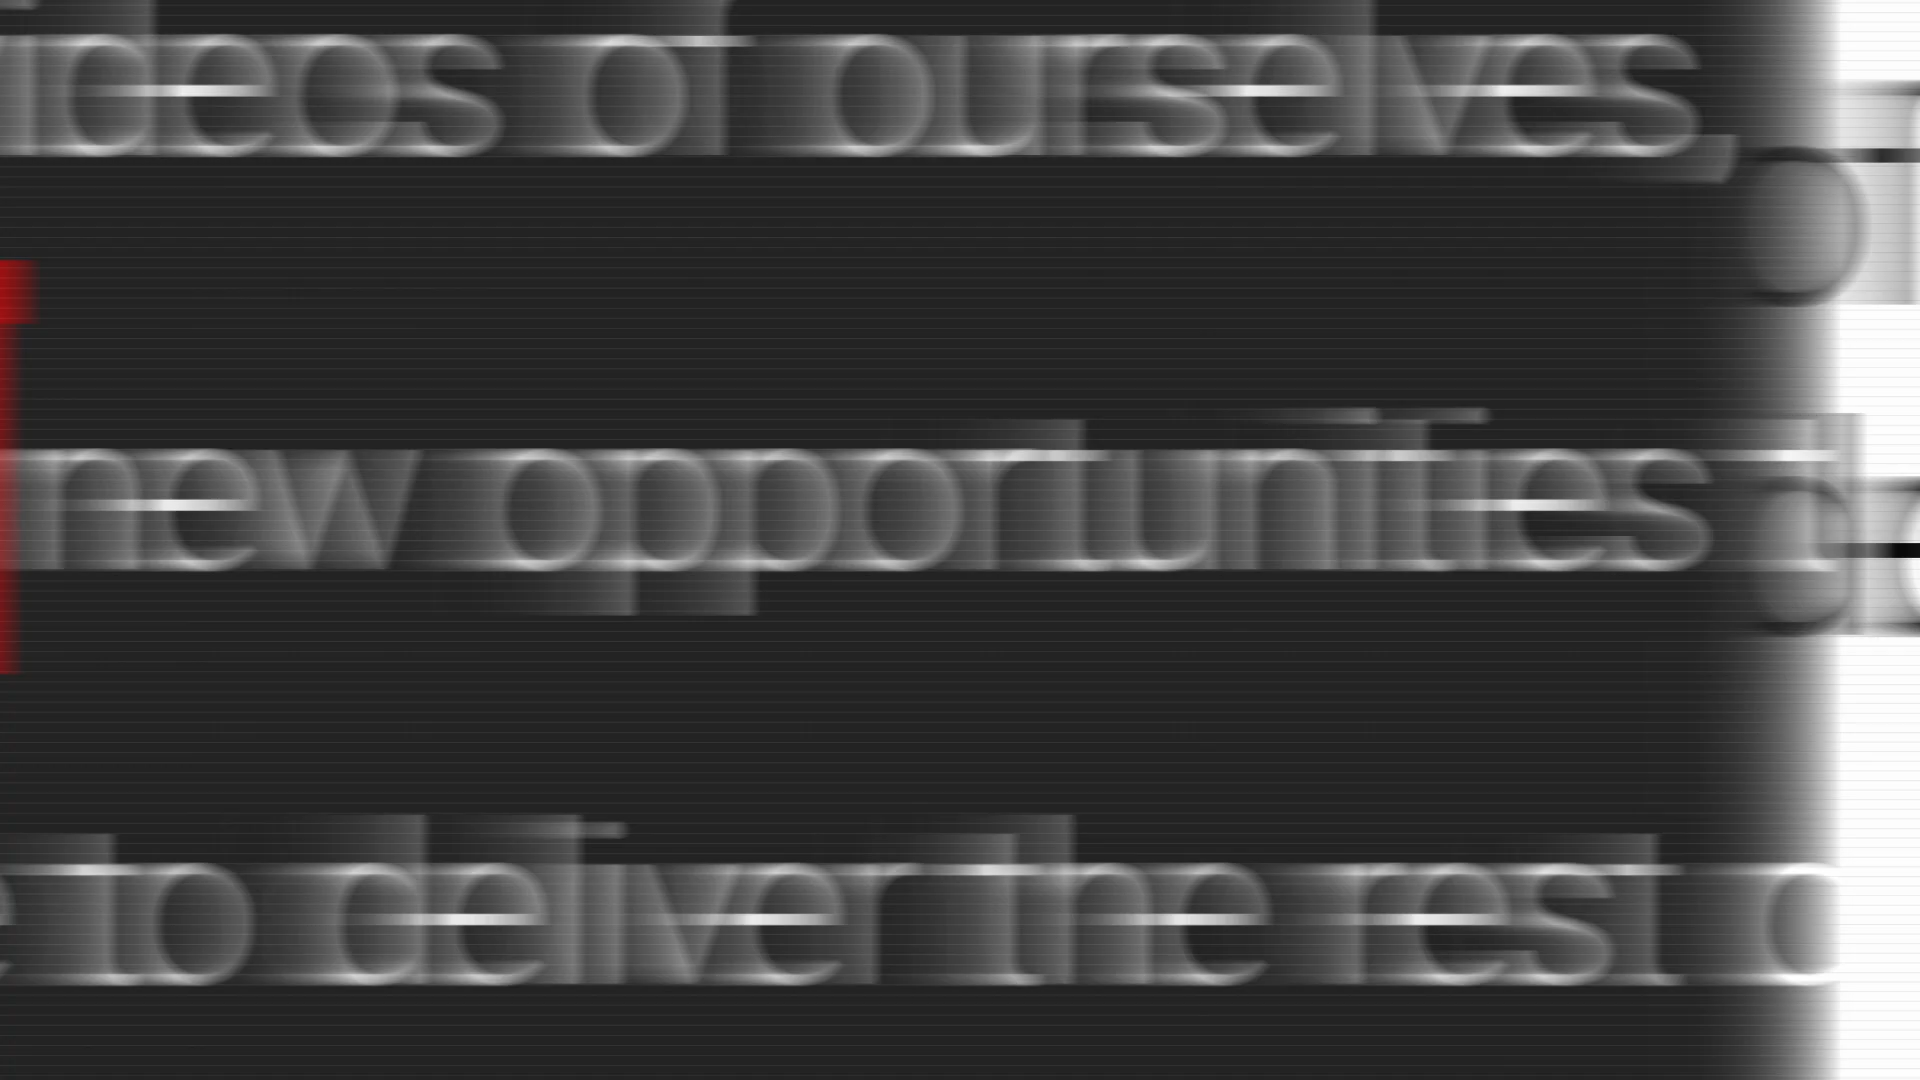 ideos of ourselves,
new opportunities t
e to deliver the rest o